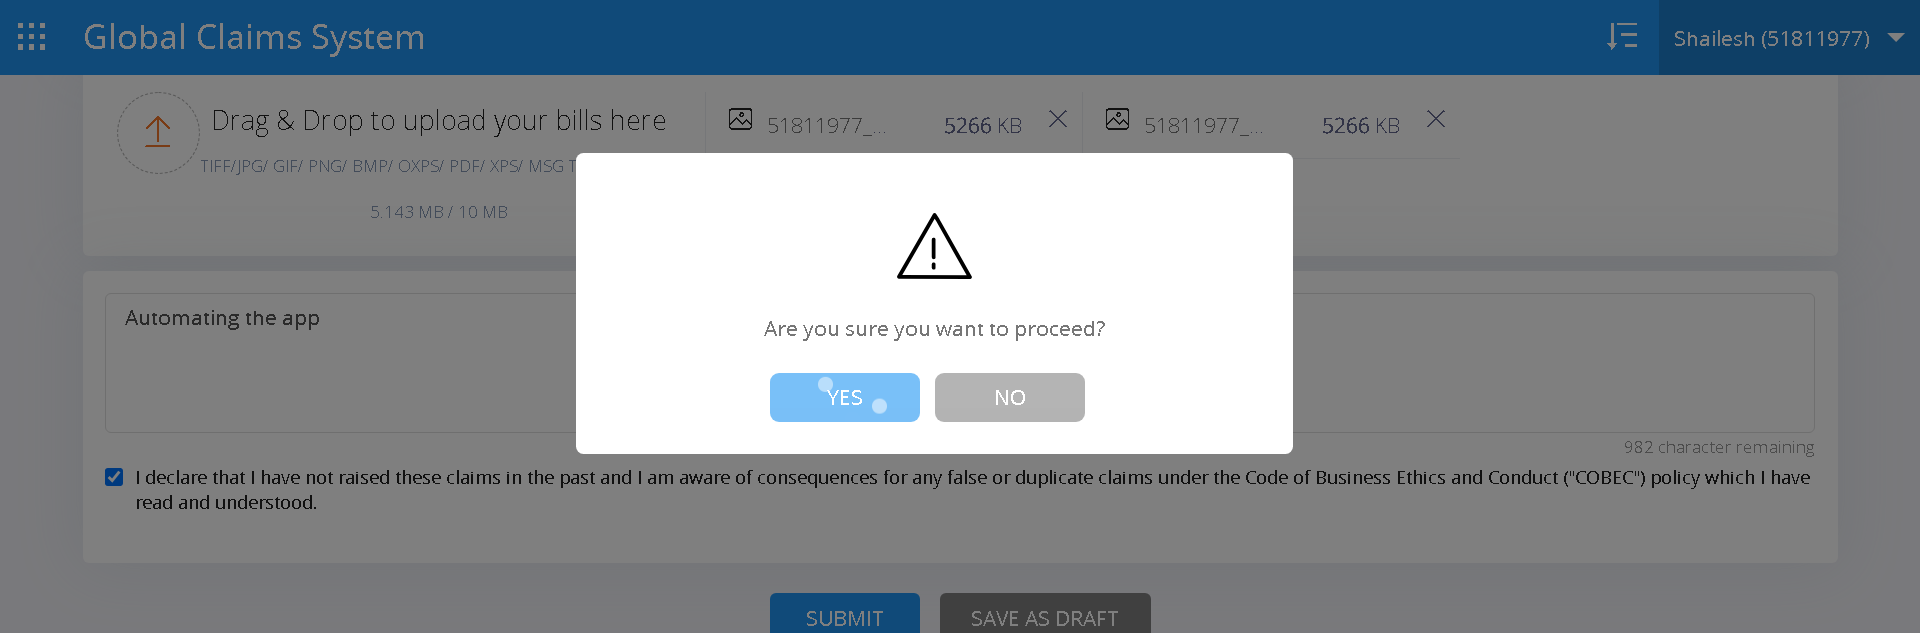 Global Claims System
Shailesh (51811977)
Drag & Drop to upload your bills here
51811977_...
5266 KB
51811977_...
5266 KB
TIFF/JPG/ GIF/ PNG/ BMP/ OXPS/ PDF/ XPS/ MSG
5.143 MB / 10 MB
Are you sure you want to proceed?
YES
NO
Automating the app
982 character remaining
I declare that I have not raised these claims in the past and I am aware of consequences for any false or duplicate claims under the Code of Business Ethics and Conduct ("COBEC") policy which I have
read and understood.
SUBMIT
SAVE AS DRAFT